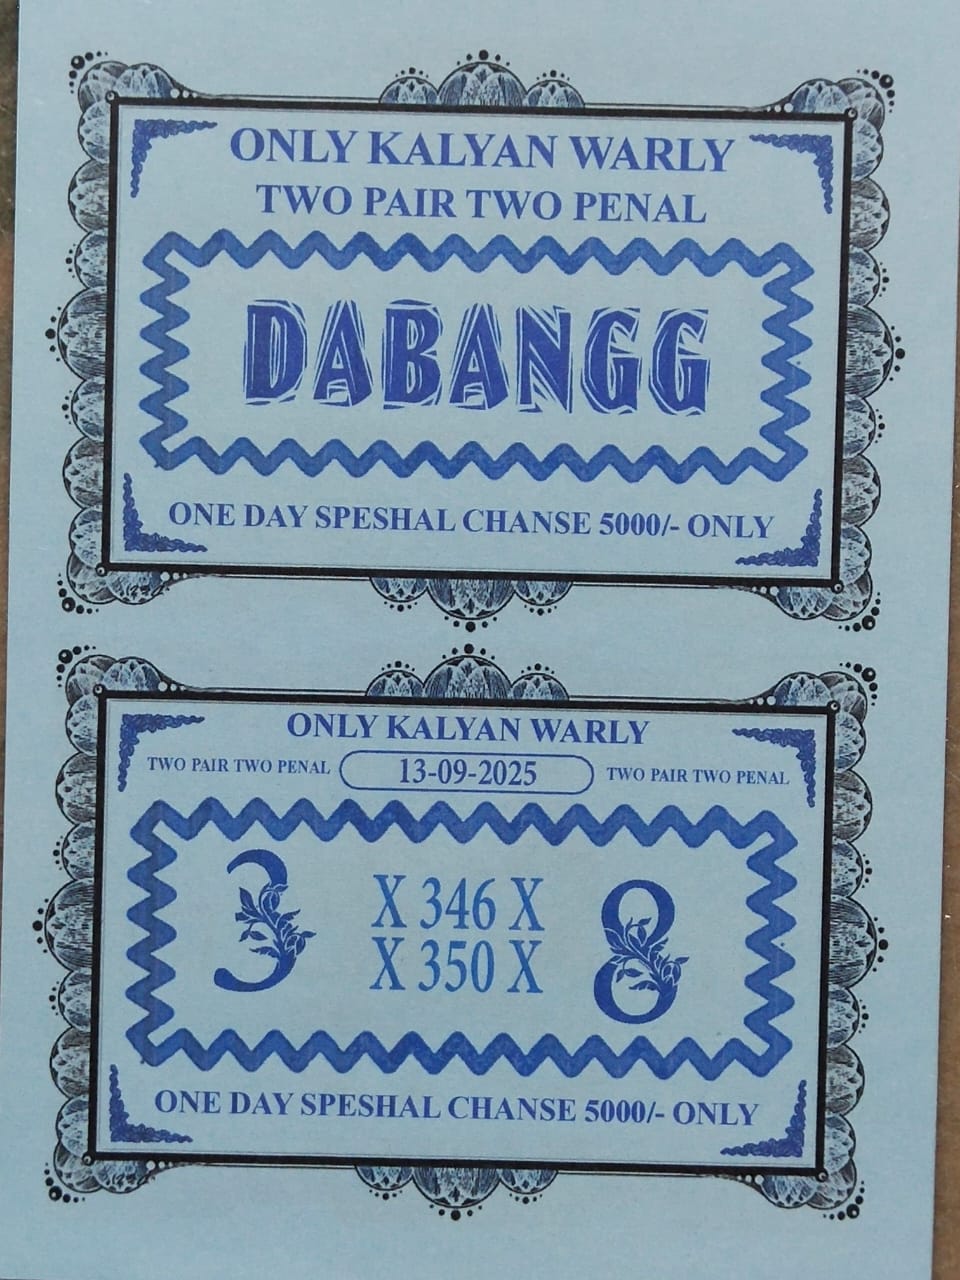 ONLY KALYAN WARLY
TWO PAIR TWO PENAL
DABANGG
ONE DAY SPESHAL CHANSE 5000/- ONLY
ONLY KALYAN WARLY
TWO PAIR TWO PENAL 13-09-2025 TWO PAIR TWO PENAL
3 X 346 X 8
X 350 X
ONE DAY SPESHAL CHANSE 5000/- ONLY